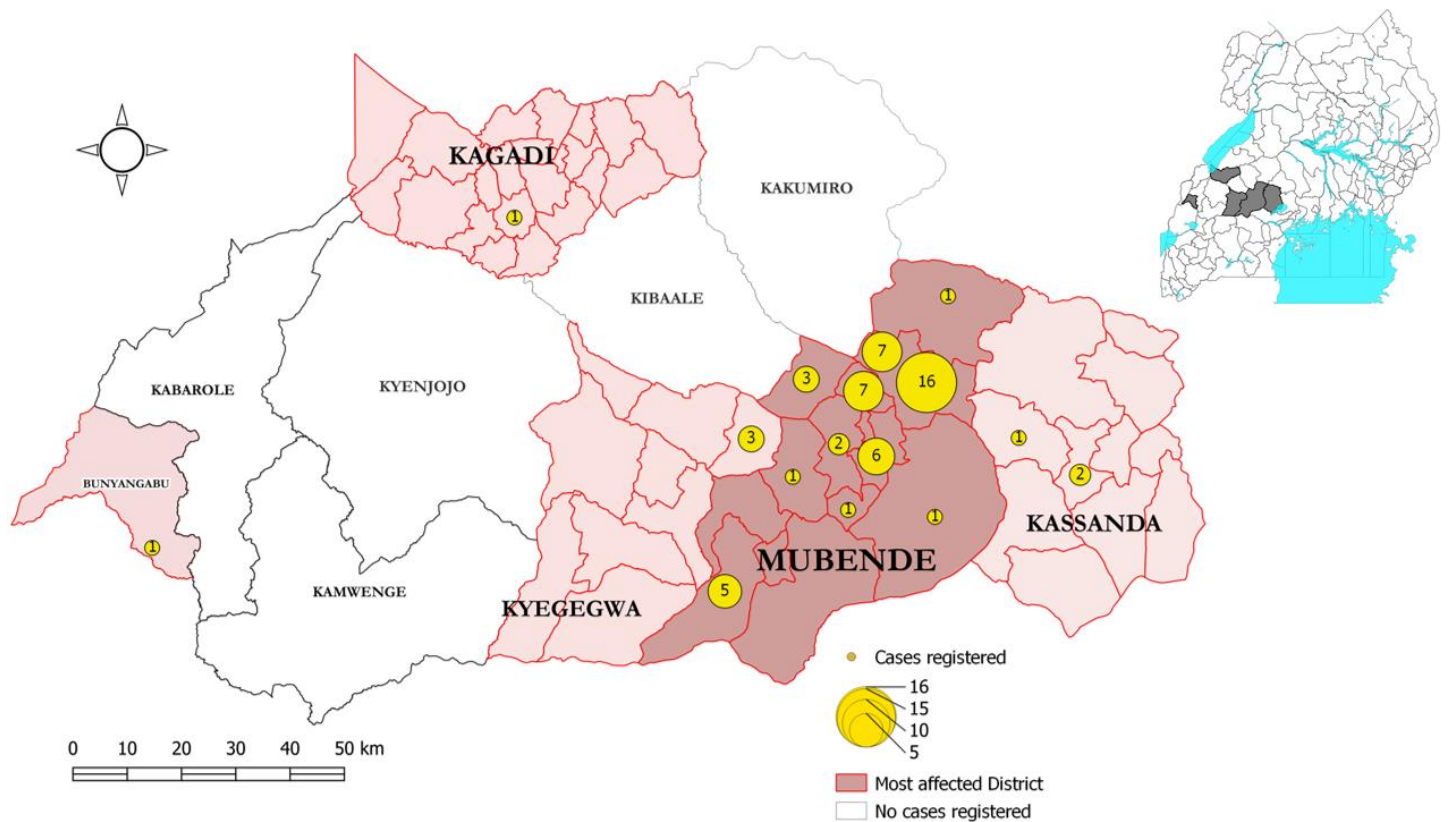 KAGADI
1
KAKUMIRO
KIBAALE
1
KABAROLE
KYENJOJO
7
3
7
16
BUNYANGABU
3
2
6
1
2
1
1
1
1
KASSANDA
MUBENDE
5
KAMWENGE
KYEGEGWA
Cases registered
16
15
10
5
0 10 20 30 40 50 km
Most affected District
No cases registered